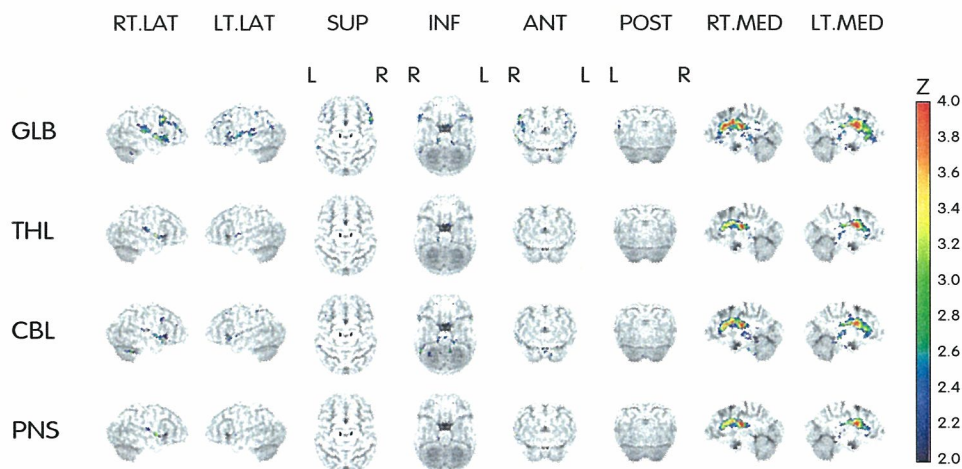 RT.LAT LT.LAT SUP INF ANT POST RT.MED LT.MED
L R R L R L L R
Z
GLB
THL
CBL
PNS
4.0
3.8
3.6
3.4
3.2
3.0
2.8
2.6
2.4
2.2
2.0